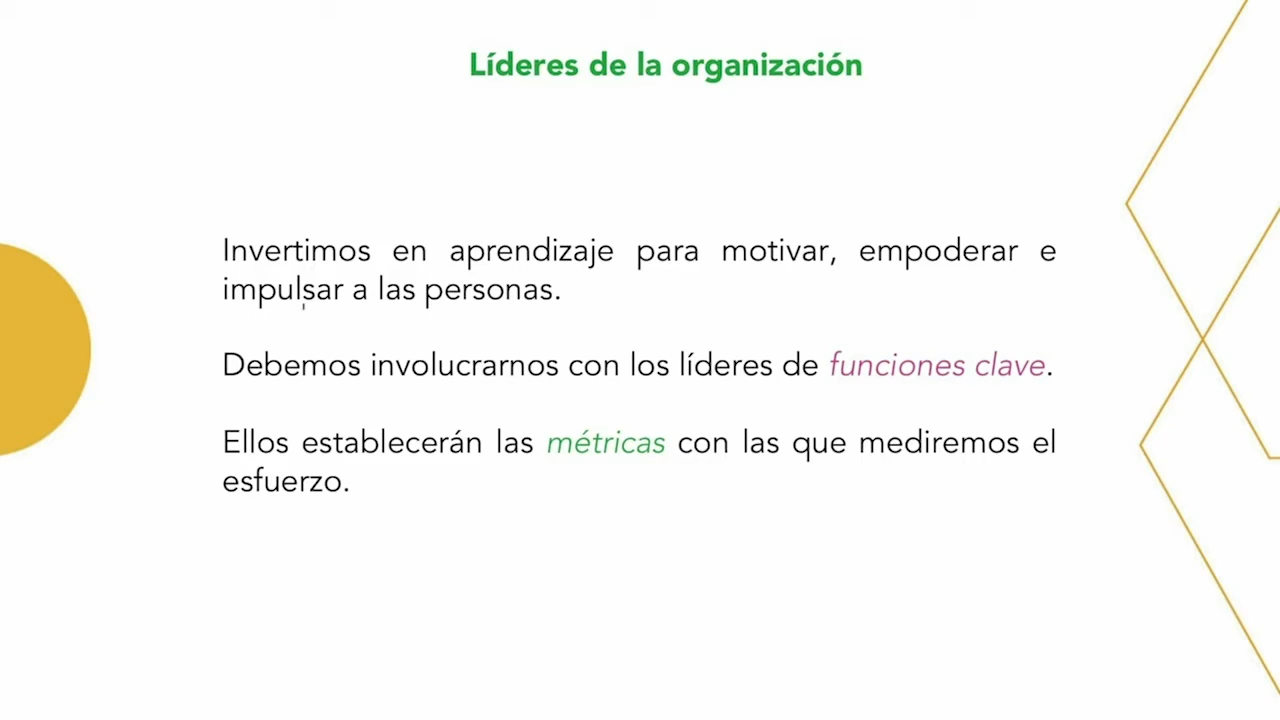 Líderes de la organización
Invertimos en aprendizaje para motivar, empoderar e
impulsar a las personas.
Debemos involucrarnos con los líderes de funciones clave.
Ellos establecerán las métricas con las que mediremos el
esfuerzo.